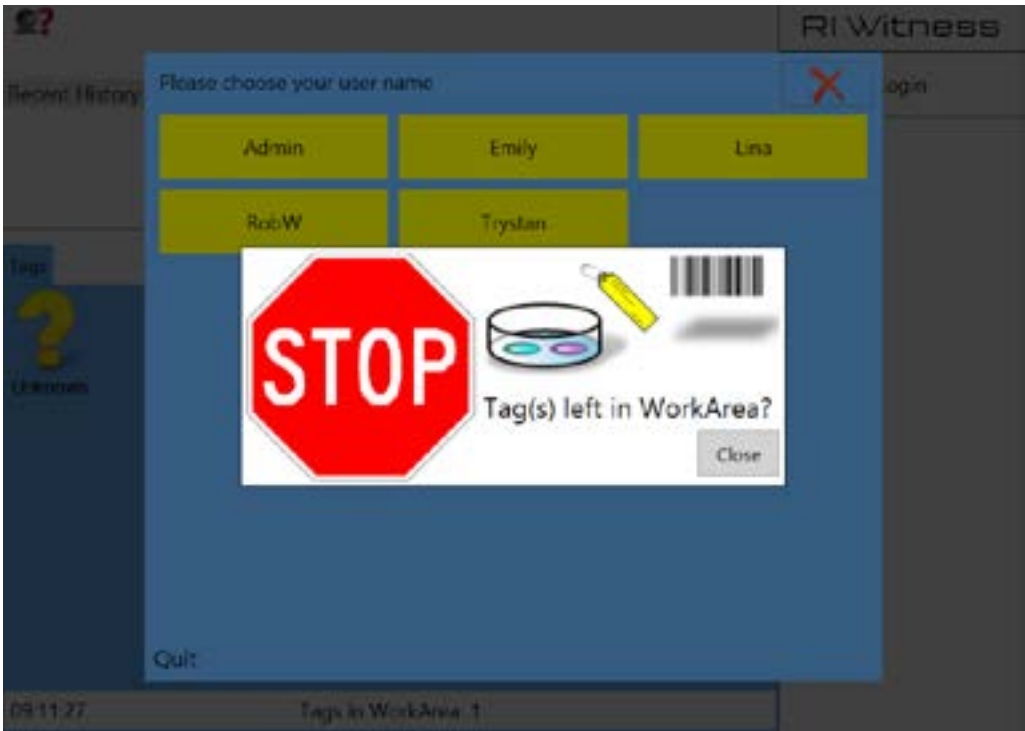 RI Witness
Recent History
Please choose your user name
Login
Admin
Emily
Lina
RobW
Trystan
Tags
Unknown
STOP
Tag(s) left in WorkArea?
Close
Quit
09:11:27
Tags in WorkArea: 1